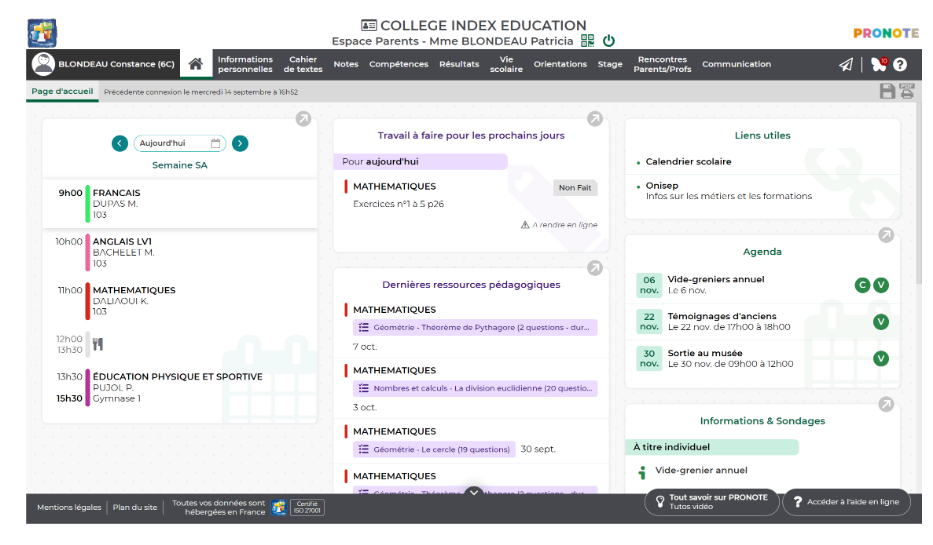 COLLEGE INDEX EDUCATION
Espace Parents - Mme BLONDEAU Patricia
PRONOTE
BLONDEAU Constance (6C)
Informations personnelles
Cahier de textes
Notes
Compétences
Résultats
Vie scolaire
Orientations
Stage
Rencontres Parents/Profs
Communication
10
?
Page d'accueil
Précédente connexion le mercredi 14 septembre à 16h52
Aujourd'hui
Semaine SA
9h00 FRANCAIS
DUPAS M.
103
10h00 ANGLAIS LV1
BACHELET M.
103
11h00 MATHEMATIQUES
DALIAOUI K.
103
12h00
13h30
13h30 ÉDUCATION PHYSIQUE ET SPORTIVE
PUJOL P.
15h30 Gymnase 1
Travail à faire pour les prochains jours
Pour aujourd'hui
MATHEMATIQUES
Non Fait
Exercices n°1 à 5 p26
A rendre en ligne
Dernières ressources pédagogiques
MATHEMATIQUES
Géométrie - Théorème de Pythagore (2 questions - dur...
7 oct.
MATHEMATIQUES
Nombres et calculs - La division euclidienne (20 questio...
3 oct.
MATHEMATIQUES
Géométrie - Le cercle (19 questions) 30 sept.
MATHEMATIQUES
Liens utiles
Calendrier scolaire
Onisep
Infos sur les métiers et les formations
Agenda
06 nov. Vide-greniers annuel
Le 6 nov.
C V
22 nov. Témoignages d'anciens
Le 22 nov. de 17h00 à 18h00
V
30 nov. Sortie au musée
Le 30 nov. de 09h00 à 12h00
V
Informations & Sondages
À titre individuel
Vide-grenier annuel
Mentions légales
Plan du site
Toutes vos données sont
hébergées en France
Certifié
ISO 27001
Tout savoir sur PRONOTE
Tutos vidéo
? Accéder à l'aide en ligne